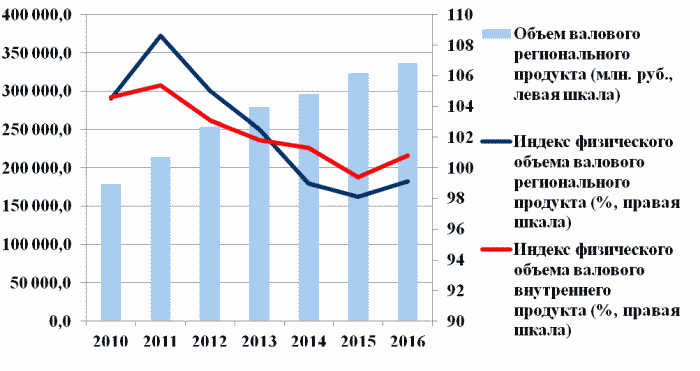 400 000,0
350 000,0
300 000,0
250 000,0
200 000,0
150 000,0
100 000,0
50 000,0
0,0
110
108
106
104
102
100
98
96
94
92
90
2010 2011 2012 2013 2014 2015 2016
Объем валового
регионального
продукта (млн. руб.,
левая шкала)
Индекс физического
объема валового
регионального
продукта (%, правая
шкала)
Индекс физического
объема валового
внутреннего
продукта (%, правая
шкала)